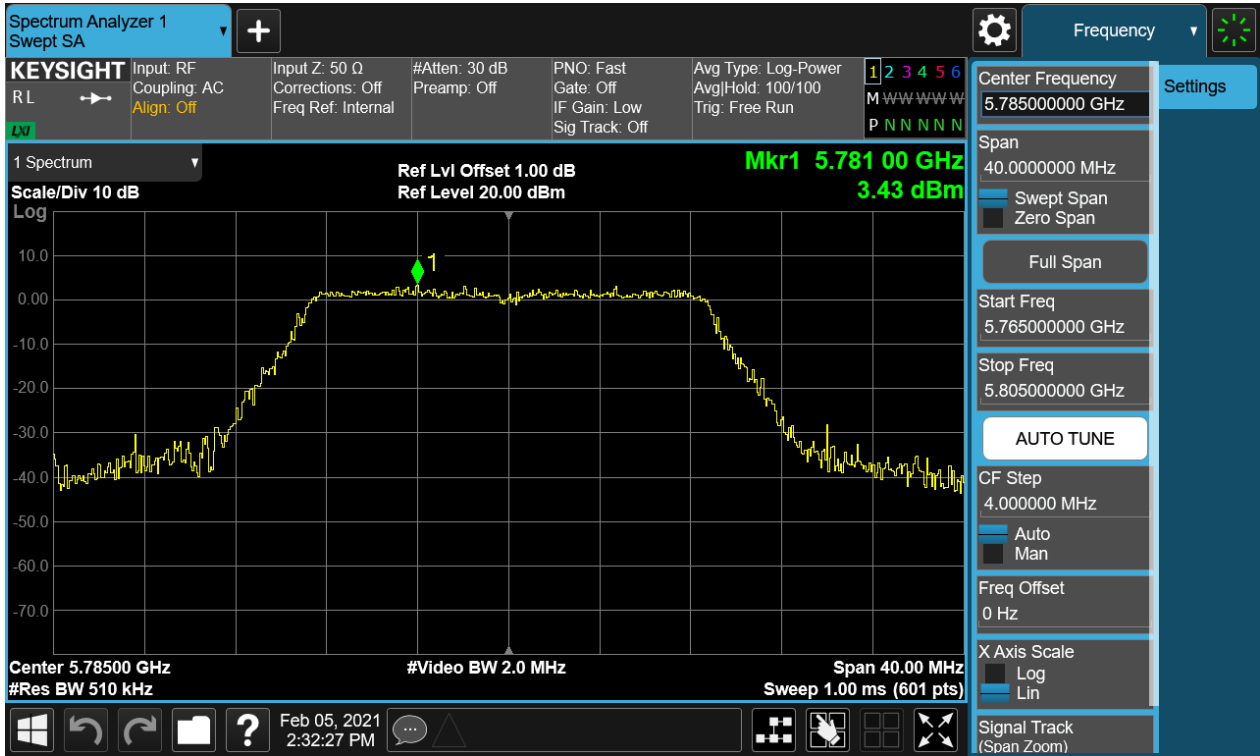 Spectrum Analyzer 1
Swept SA
+
Frequency
KEYSIGHT
R L
LXI
Input: RF
Coupling: AC
Align: Off
Input Z: 50 Ω
Corrections: Off
Freq Ref: Internal
#Atten: 30 dB
Preamp: Off
PNO: Fast
Gate: Off
IF Gain: Low
Sig Track: Off
Avg Type: Log-Power
Avg|Hold: 100/100
Trig: Free Run
1 2 3 4 5 6
M W W W W W
P N N N N N
1 Spectrum
Scale/Div 10 dB
Log
Ref Lvl Offset 1.00 dB
Ref Level 20.00 dBm
Mkr1 5.781 00 GHz
3.43 dBm
1
10.0
0.00
-10.0
-20.0
-30.0
-40.0
-50.0
-60.0
-70.0
Center 5.78500 GHz
#Res BW 510 kHz
#Video BW 2.0 MHz
Span 40.00 MHz
Sweep 1.00 ms (601 pts)
?
Feb 05, 2021
2:32:27 PM
Center Frequency
5.785000000 GHz
Span
40.0000000 MHz
Swept Span
Zero Span
Full Span
Start Freq
5.765000000 GHz
Stop Freq
5.805000000 GHz
AUTO TUNE
CF Step
4.000000 MHz
Auto
Man
Freq Offset
0 Hz
X Axis Scale
Log
Lin
Signal Track
(Span Zoom)
Settings